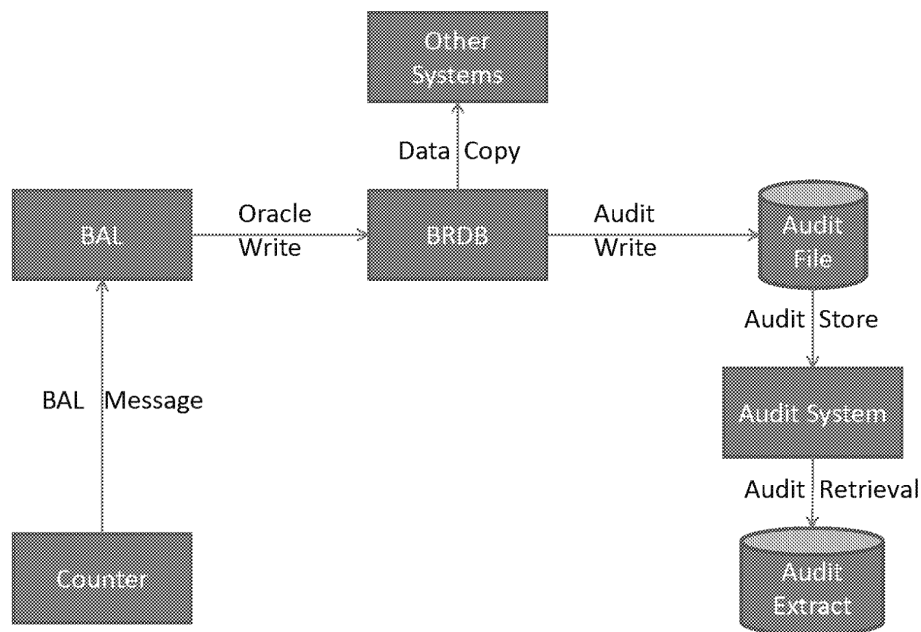 Other
Systems
Data Copy
BAL
Oracle
Write
BRDB
Audit
Write
Audit
File
Audit Store
BAL Message
Audit System
Audit Retrieval
Counter
Audit
Extract